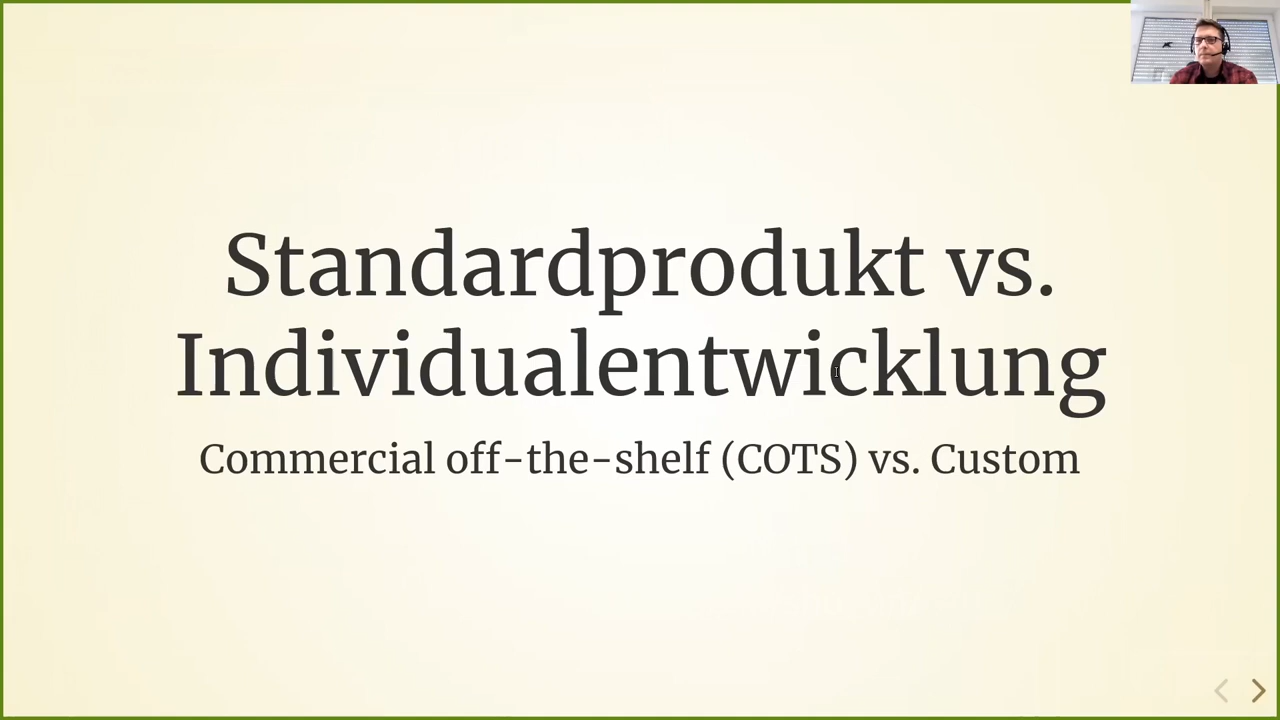 Standardprodukt vs.
Individualentwicklung
Commercial off-the-shelf (COTS) vs. Custom